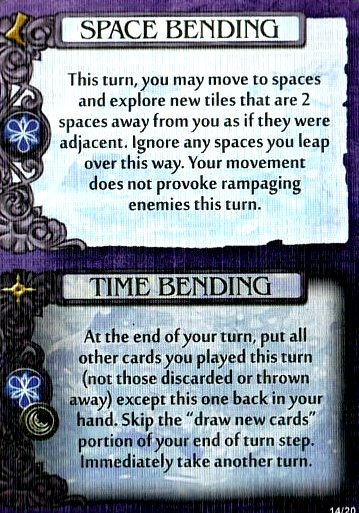 SPACE BENDING
This turn, you may move to spaces
and explore new tiles that are 2
spaces away from you as if they were
adjacent. Ignore any spaces you leap
over this way. Your movement
does not provoke rampaging
enemies this turn.
TIME BENDING
At the end of your turn, put all
other cards you played this turn
(not those discarded or thrown
away) except this one back in your
hand. Skip the “draw new cards”
portion of your end of turn step.
Immediately take another turn.
14/20